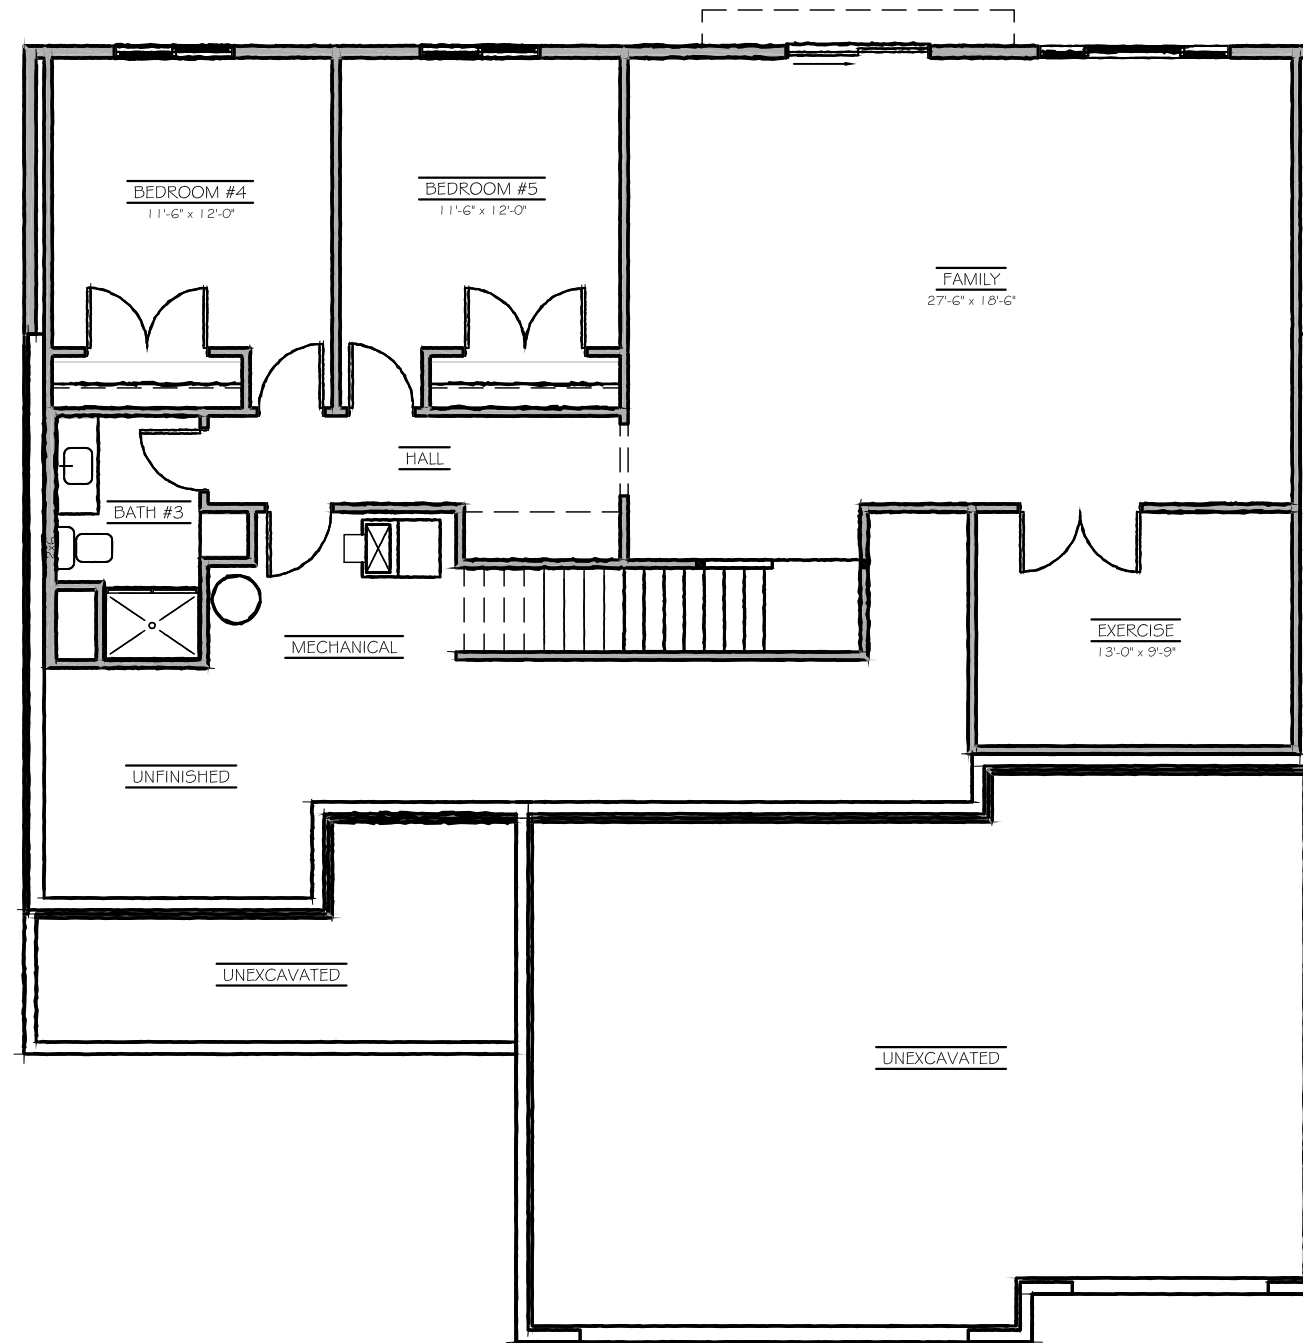 BEDROOM #4
11'-6" x 12'-0"
BEDROOM #5
11'-6" x 12'-0"
FAMILY
27'-6" x 18'-6"
HALL
BATH #3
2x6
MECHANICAL
EXERCISE
13'-0" x 9'-9"
UNFINISHED
UNEXCAVATED
UNEXCAVATED